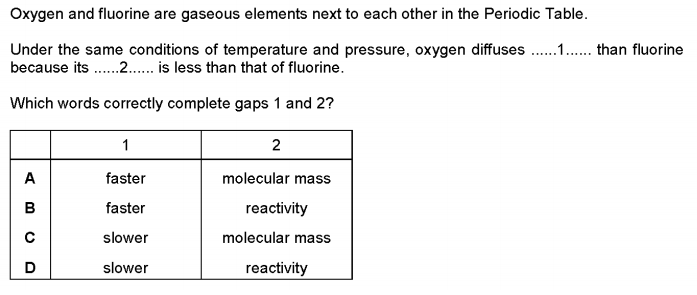 Oxygen and fluorine are gaseous elements next to each other in the Periodic Table.
Under the same conditions of temperature and pressure, oxygen diffuses ......1...... than fluorine
because its ......2...... is less than that of fluorine.
Which words correctly complete gaps 1 and 2?
1 2
A faster molecular mass
B faster reactivity
C slower molecular mass
D slower reactivity